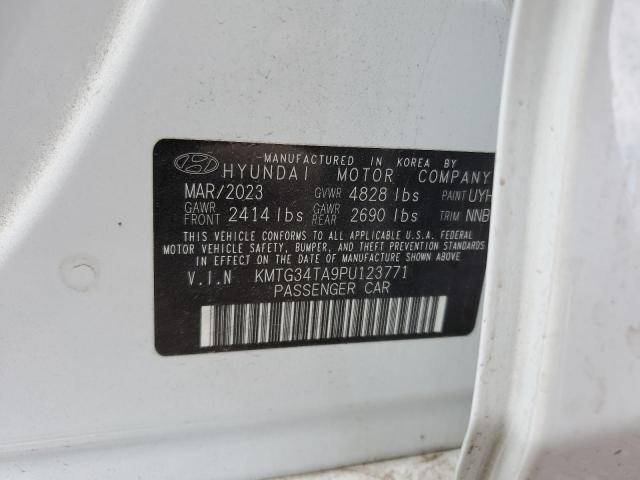 MANUFACTURED IN KOREA BY
HYUNDAI MOTOR COMPANY
MAR/2023 GVWR 4828 lbs PAINT UYH
GAWR FRONT 2414 lbs GAWR REAR 2690 lbs TRIM NNB
THIS VEHICLE CONFORMS TO ALL APPLICABLE U.S.A. FEDERAL
MOTOR VEHICLE SAFETY, BUMPER, AND THEFT PREVENTION STANDARDS
IN EFFECT ON THE DATE OF MANUFACTURE SHOWN ABOVE.
V.I.N KMTG34TA9PU123771
PASSENGER CAR